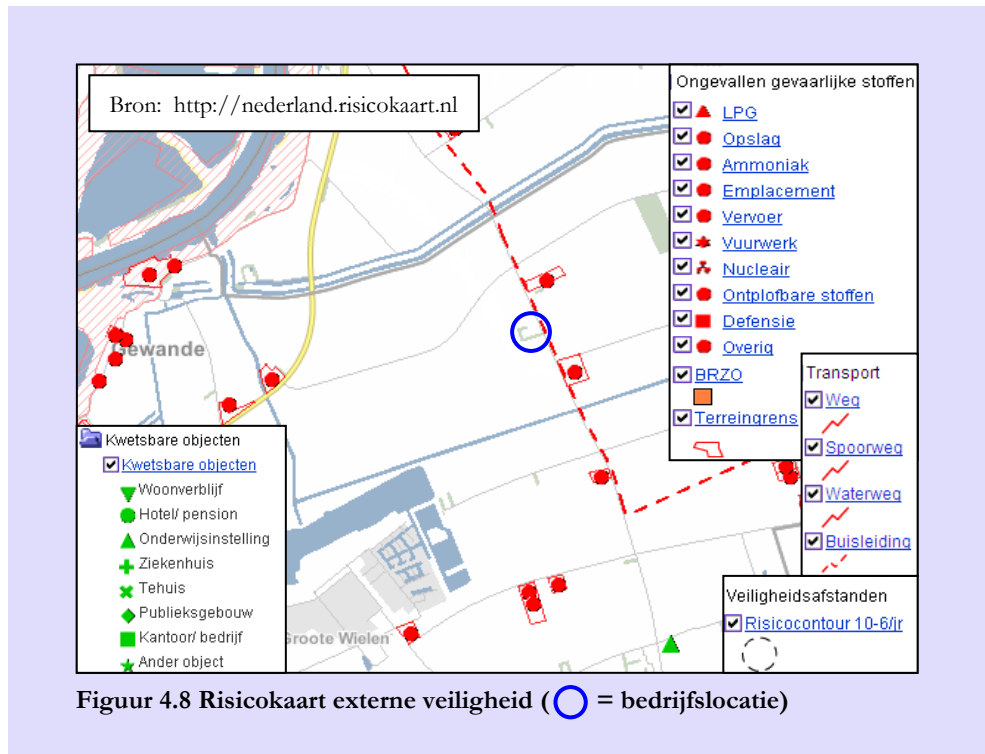 Bron: http://nederland.risicokaart.nl
Ongevallen gevaarlijke stoffen
LPG
Opslag
Ammoniak
Emplacement
Vervoer
Vuurwerk
Nucleair
Ontplofbare stoffen
Defensie
Overig
BRZO
Terreingrens
Transport
Weg
Spoorweg
Waterweg
Buisleiding
Veiligheidsafstanden
Risicocontour 10-6/jr
Gewande
Groote Wielen
Kwetsbare objecten
Kwetsbare objecten
Woonverblijf
Hotel/ pension
Onderwijsinstelling
Ziekenhuis
Tehuis
Publieksgebouw
Kantoor/ bedrijf
Ander object
Figuur 4.8 Risicokaart externe veiligheid ( = bedrijfslocatie)